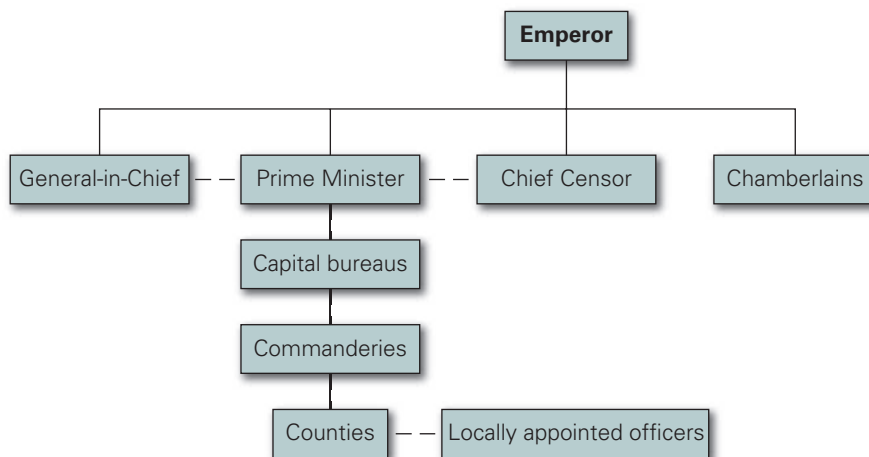 Emperor
General-in-Chief
Prime Minister
Chief Censor
Chamberlains
Capital bureaus
Commanderies
Counties
Locally appointed officers